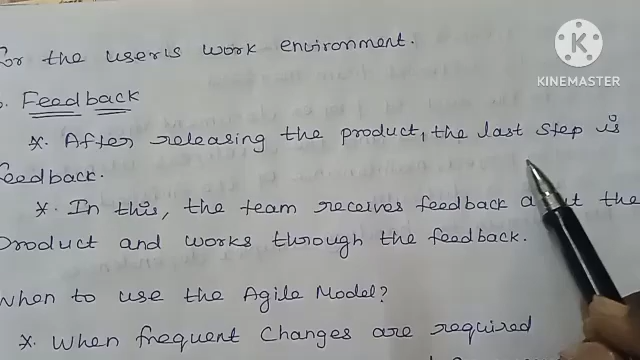 for the user's work environment.
KINEMASTER
Feedback
* After releasing the product, the last step is
feedback.
* In this, the team receives feedback about the
product and works through the feedback.
When to use the Agile Model?
* When frequent changes are required